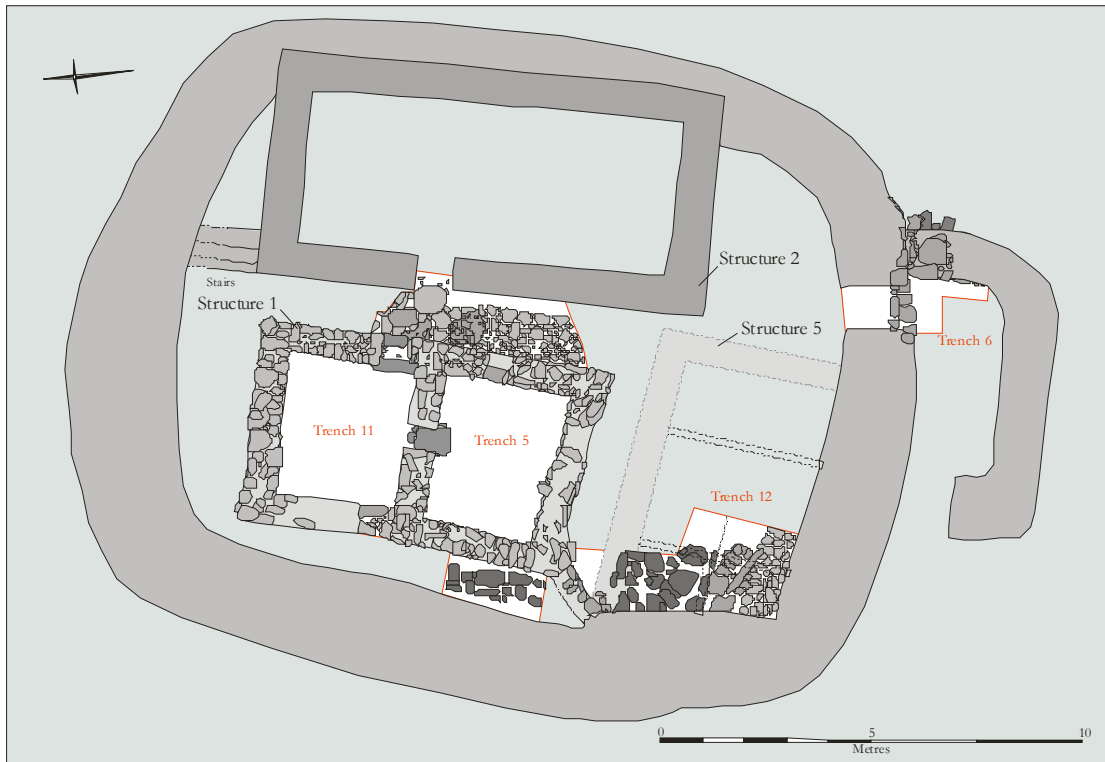 Structure 2
Stairs
Structure 1
Structure 5
Trench 6
Trench 11
Trench 5
Trench 12
0 5 10
Metres